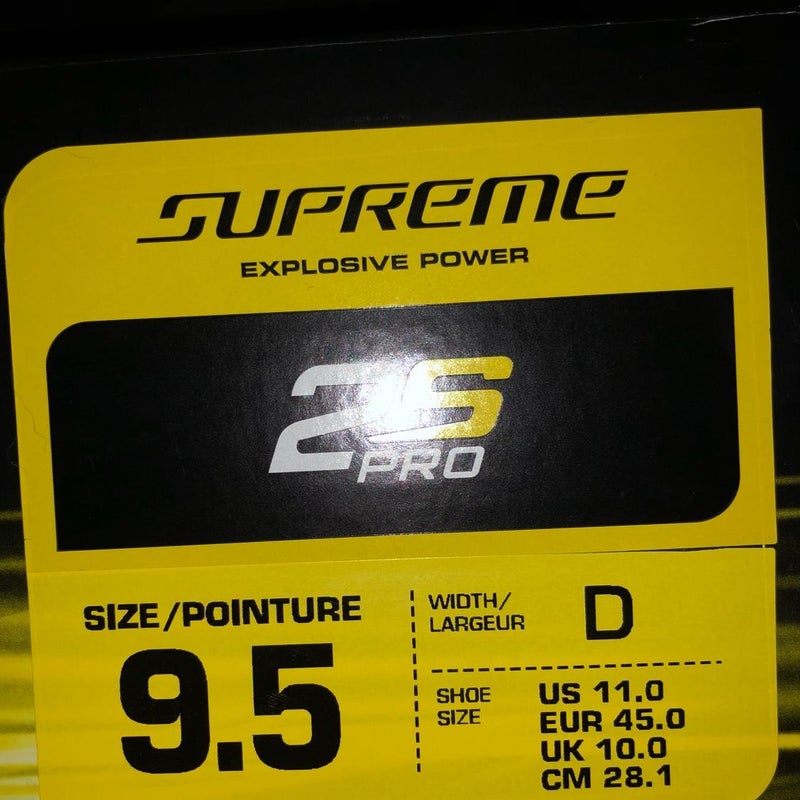 SUPREME
EXPLOSIVE POWER
2S
PRO
SIZE/POINTURE
9.5
WIDTH/
LARGEUR
D
SHOE
SIZE
US 11.0
EUR 45.0
UK 10.0
CM 28.1